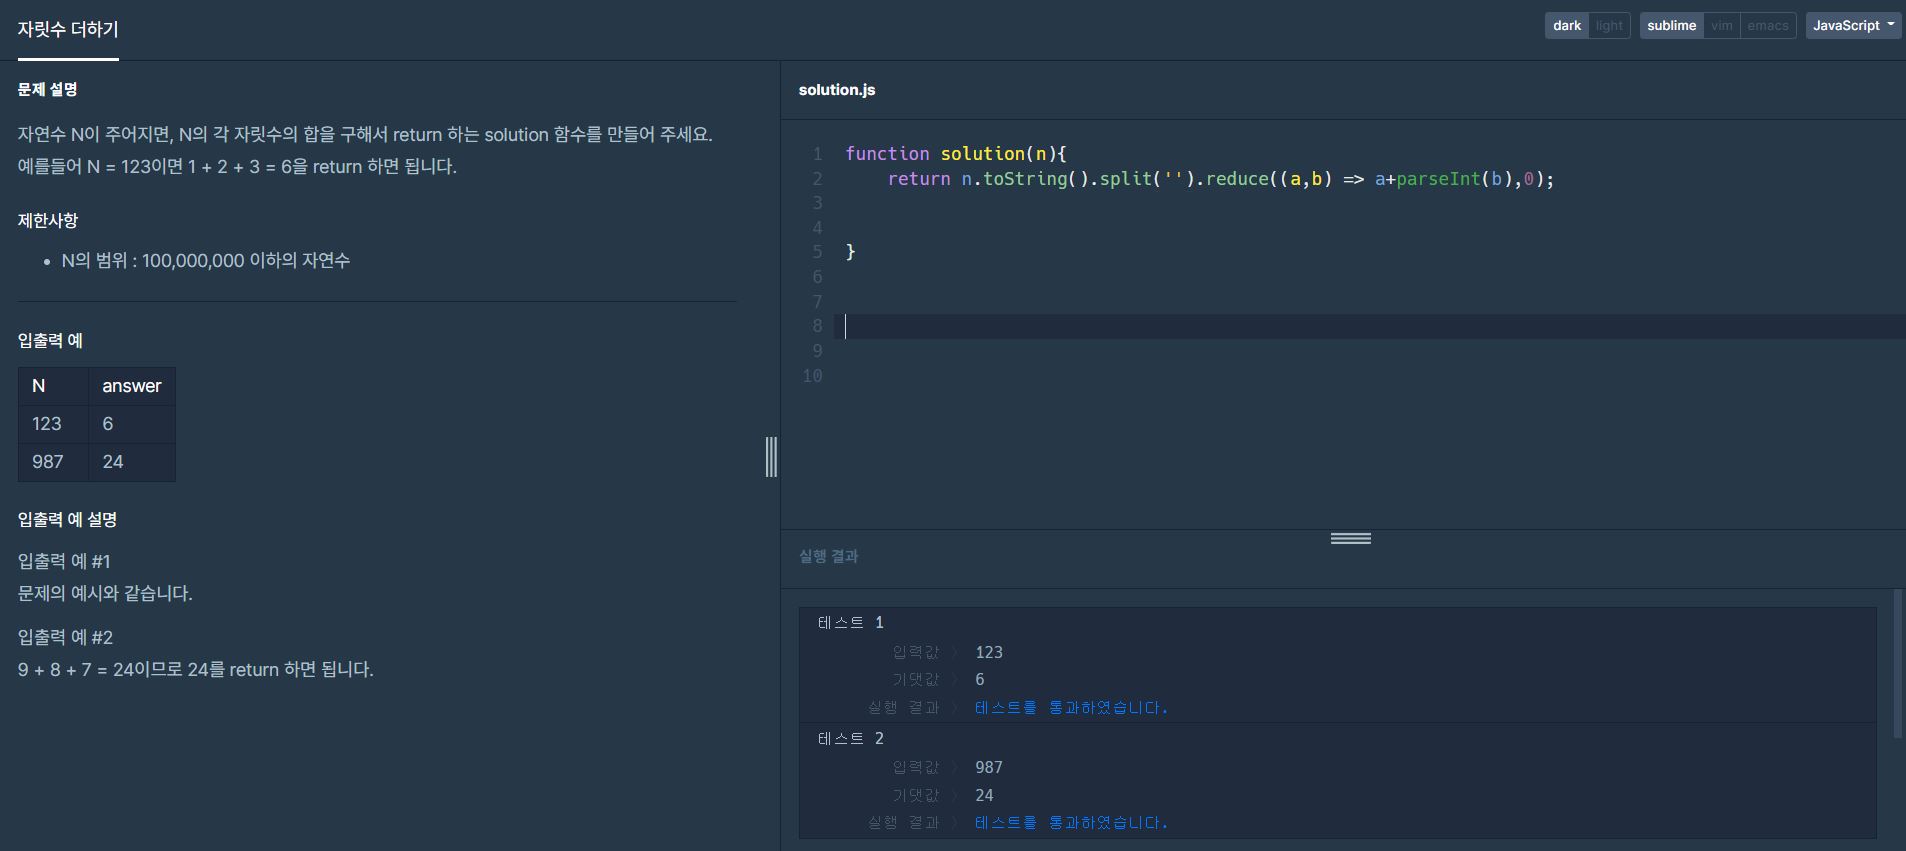 자릿수 더하기
dark light sublime vim emacs JavaScript
문제 설명
자연수 N이 주어지면, N의 각 자릿수의 합을 구해서 return 하는 solution 함수를 만들어 주세요.
예를들어 N = 123이면 1 + 2 + 3 = 6을 return 하면 됩니다.
제한사항
• N의 범위 : 100,000,000 이하의 자연수
입출력 예
N answer
123 6
987 24
입출력 예 설명
입출력 예 #1
문제의 예시와 같습니다.
입출력 예 #2
9 + 8 + 7 = 24이므로 24를 return 하면 됩니다.
solution.js
1 function solution(n){
2 return n.toString().split('').reduce((a,b) => a+parseInt(b),0);
3
4
5 }
6
7
8
9
10
실행 결과
테스트 1
입력값 〉 123
기댓값 〉 6
실행 결과 〉 테스트를 통과하였습니다.
테스트 2
입력값 〉 987
기댓값 〉 24
실행 결과 〉 테스트를 통과하였습니다.